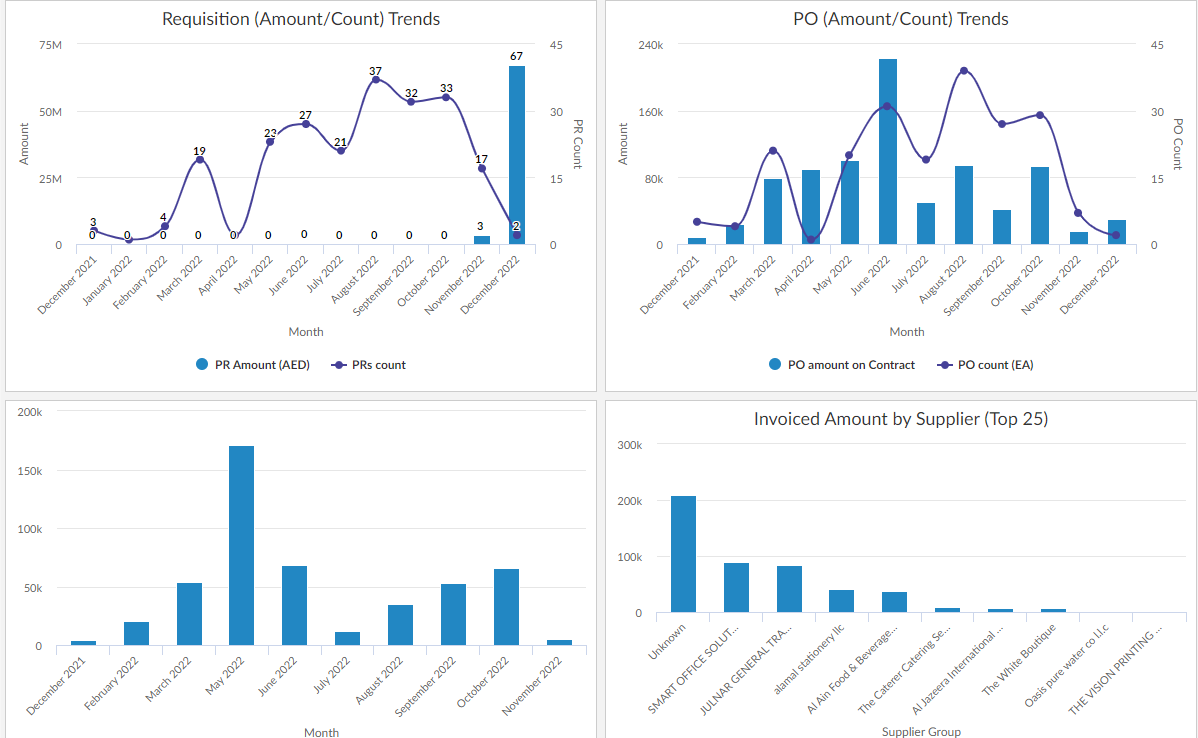 Requisition (Amount/Count) Trends
75M
50M
25M
0
Amount
45
30
15
0
PR Count
3
4
19
23
27
21
37
32
33
17
2
0
0
0
0
0
0
0
0
0
0
0
3
67
December 2021
January 2022
February 2022
March 2022
April 2022
May 2022
June 2022
July 2022
August 2022
September 2022
October 2022
November 2022
December 2022
Month
PR Amount (AED)
PRs count
PO (Amount/Count) Trends
240k
160k
80k
0
Amount
45
30
15
0
PO Count
December 2021
February 2022
March 2022
April 2022
May 2022
June 2022
July 2022
August 2022
September 2022
October 2022
November 2022
December 2022
Month
PO amount on Contract
PO count (EA)
200k
150k
100k
50k
0
December 2021
February 2022
March 2022
May 2022
June 2022
July 2022
August 2022
September 2022
October 2022
November 2022
Month
Invoiced Amount by Supplier (Top 25)
300k
200k
100k
0
Unknown
SMART OFFICE SOLUT...
JULNAR GENERAL TRA...
alamal stationery llc
Al Ain Food & Beverage...
The Caterer Catering Se...
Al Jazeera International ...
The White Boutique
Oasis pure water co l.l.c
THE VISION PRINTING ...
Supplier Group